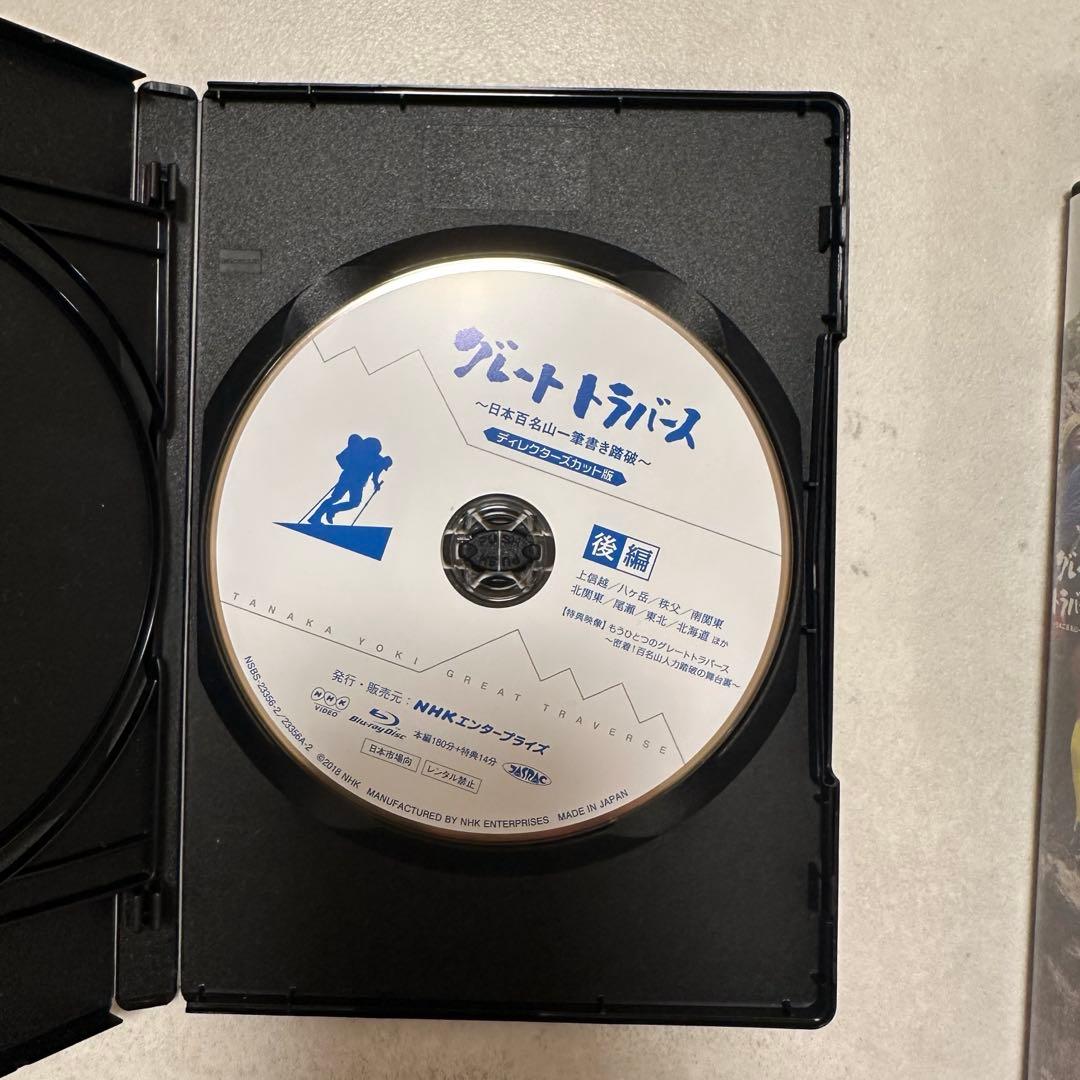 グレート トラバース
〜日本百名山一筆書き踏破〜
ディレクターズカット版
後編
上信越／八ヶ岳／秩父／南関東
北関東／尾瀬／東北／北海道 ほか
【特典映像】もうひとつのグレートトラバース
〜密着！百名山人力踏破の舞台裏〜
TANAKA YOKI GREAT TRAVERSE
発行・販売元：NHKエンタープライズ
NHK VIDEO
Blu-ray Disc
本編180分+特典14分
JASRAC
日本市場向
レンタル禁止
NSBS-23356-2/23356A-2 ©2018 NHK MANUFACTURED BY NHK ENTERPRISES MADE IN JAPAN